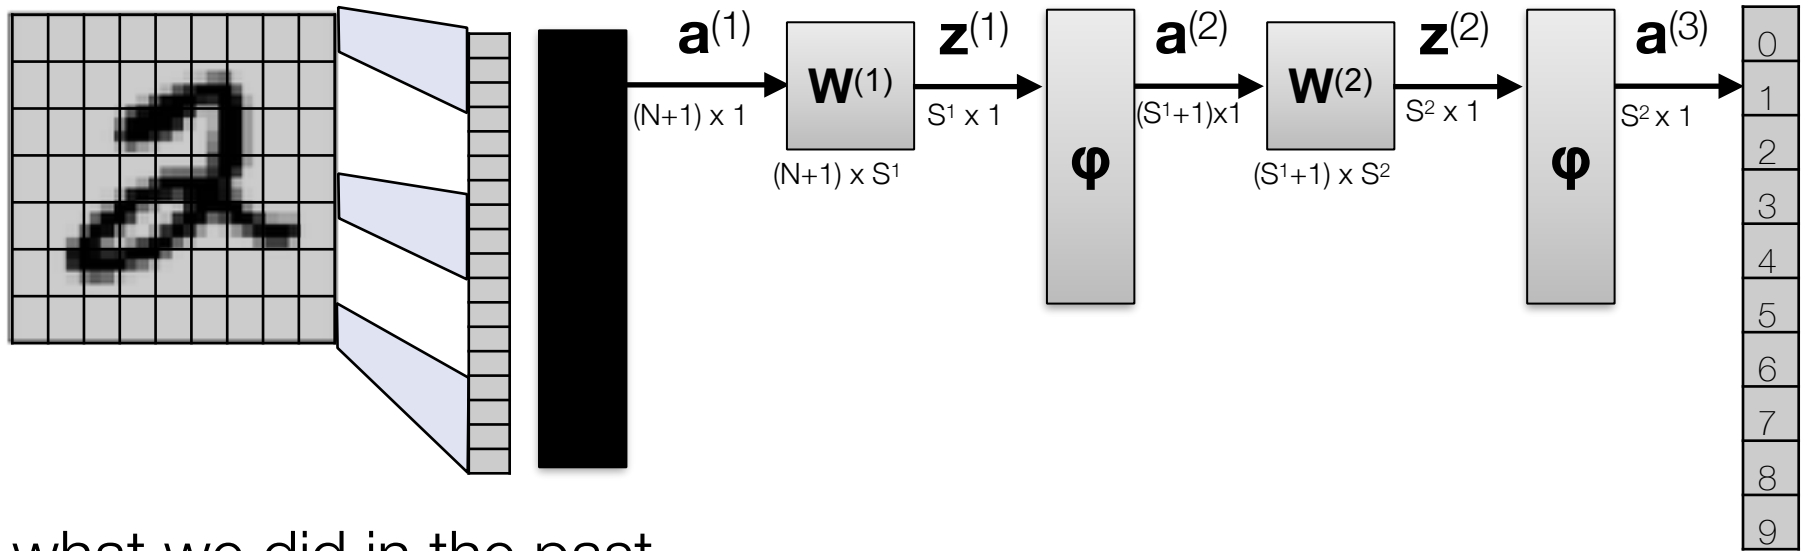 a(1)
(N+1) x 1
W(1)
(N+1) x S1
z(1)
S1 x 1
φ
a(2)
(S1+1)x1
W(2)
(S1+1) x S2
z(2)
S2 x 1
φ
a(3)
S2 x 1
0
1
2
3
4
5
6
7
8
9
what we did in the past